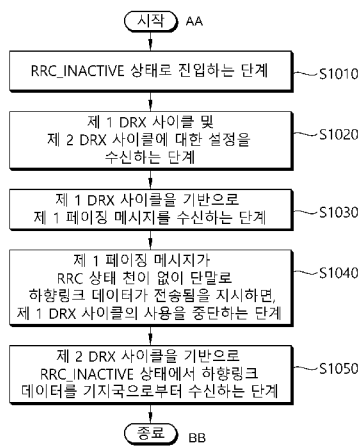 시작 AA
RRC_INACTIVE 상태로 진입하는 단계 S1010
제 1 DRX 사이클 및
제 2 DRX 사이클에 대한 설정을
수신하는 단계
S1020
제 1 DRX 사이클을 기반으로
제 1 페이징 메시지를 수신하는 단계
S1030
제 1 페이징 메시지가
RRC 상태 천이 없이 단말로
하향링크 데이터가 전송됨을 지시하면,
제 1 DRX 사이클의 사용을 중단하는 단계
S1040
제 2 DRX 사이클을 기반으로
RRC_INACTIVE 상태에서 하향링크
데이터를 기지국으로부터 수신하는 단계
S1050
종료 BB